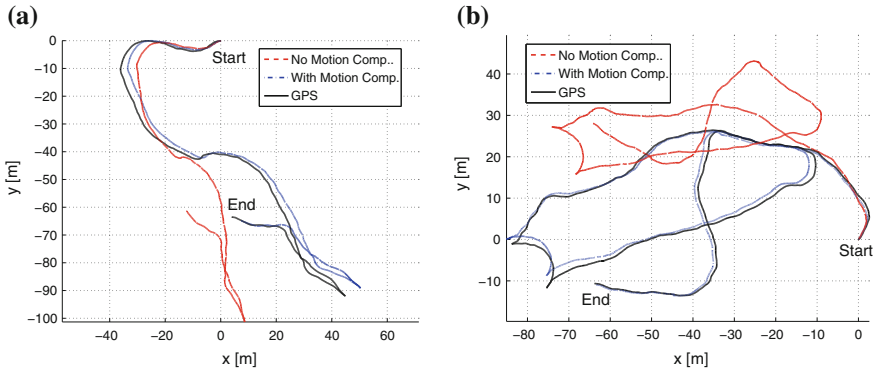 (a)
0
-10
-20
-30
-40
-50
-60
-70
-80
-90
-100
y [m]
-40
-20
0
20
40
60
x [m]
Start
End
No Motion Comp..
With Motion Comp.
GPS
(b)
40
30
20
10
0
-10
y [m]
-80
-70
-60
-50
-40
-30
-20
-10
0
x [m]
No Motion Comp..
With Motion Comp.
GPS
Start
End